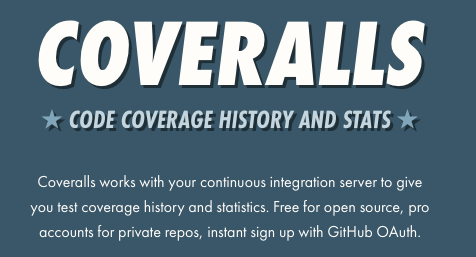 COVERALLS
★ CODE COVERAGE HISTORY AND STATS ★
Coveralls works with your continuous integration server to give
you test coverage history and statistics. Free for open source, pro
accounts for private repos, instant sign up with GitHub OAuth.